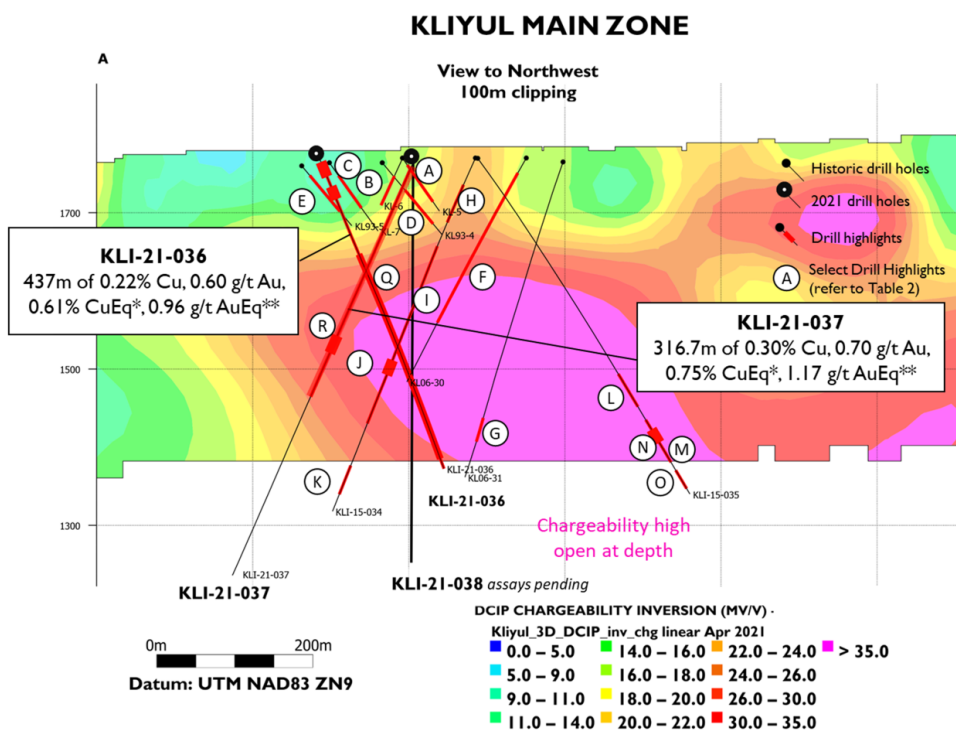 KLIYUL MAIN ZONE
A
View to Northwest
100m clipping
Historic drill holes
2021 drill holes
Drill highlights
A
Select Drill Highlights
(refer to Table 2)
1700
1500
1300
C
B
A
E
H
D
KL-6
KL-5
KL93-5
KL-7
KL93-4
KLI-21-036
437m of 0.22% Cu, 0.60 g/t Au,
0.61% CuEq*, 0.96 g/t AuEq**
Q
F
I
R
J
KLI-21-037
316.7m of 0.30% Cu, 0.70 g/t Au,
0.75% CuEq*, 1.17 g/t AuEq**
KL06-30
L
G
N
M
K
O
KLI-21-036
KL06-31
KLI-21-036
KLI-15-035
KLI-15-034
Chargeability high
open at depth
KLI-21-037
KLI-21-037
KLI-21-038 assays pending
DCIP CHARGEABILITY INVERSION (MV/V) -
Kliyul_3D_DCIP_inv_chg linear Apr 2021
0.0 – 5.0
5.0 – 9.0
9.0 – 11.0
11.0 – 14.0
14.0 – 16.0
16.0 – 18.0
18.0 – 20.0
20.0 – 22.0
22.0 – 24.0
24.0 – 26.0
26.0 – 30.0
30.0 – 35.0
> 35.0
0m 200m
Datum: UTM NAD83 ZN9